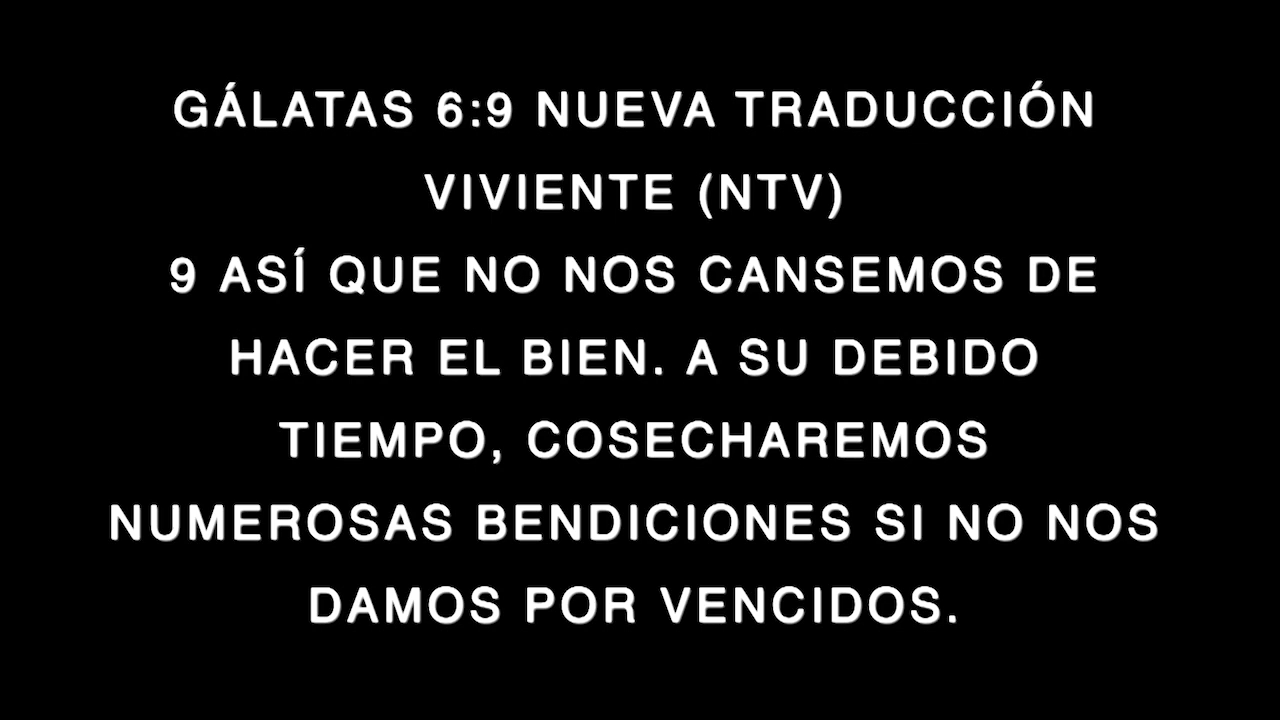 GÁLATAS 6:9 NUEVA TRADUCCIÓN
VIVIENTE (NTV)
9 ASÍ QUE NO NOS CANSEMOS DE
HACER EL BIEN. A SU DEBIDO
TIEMPO, COSECHAREMOS
NUMEROSAS BENDICIONES SI NO NOS
DAMOS POR VENCIDOS.